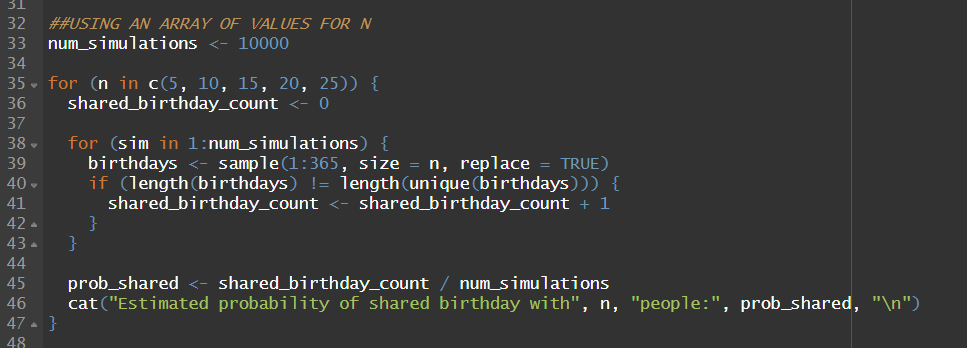 31
32 ##USING AN ARRAY OF VALUES FOR N
33 num_simulations <- 10000
34
35 for (n in c(5, 10, 15, 20, 25)) {
36   shared_birthday_count <- 0
37
38   for (sim in 1:num_simulations) {
39     birthdays <- sample(1:365, size = n, replace = TRUE)
40     if (length(birthdays) != length(unique(birthdays))) {
41       shared_birthday_count <- shared_birthday_count + 1
42     }
43   }
44
45   prob_shared <- shared_birthday_count / num_simulations
46   cat("Estimated probability of shared birthday with", n, "people:", prob_shared, "\n")
47 }
48